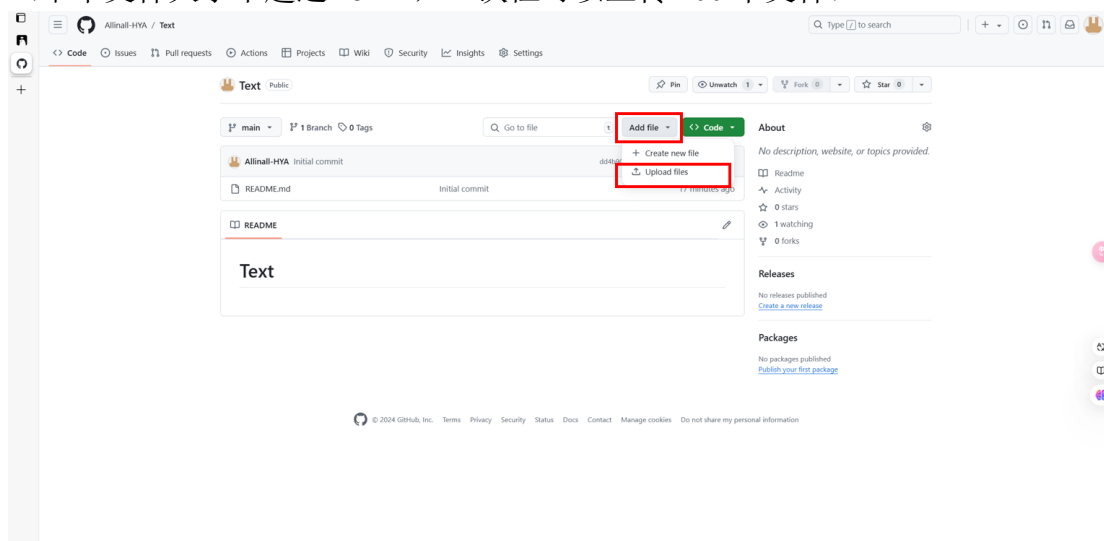 Allinall-HYA / Text
Type / to search
Code Issues Pull requests Actions Projects Wiki Security Insights Settings
Text Public
Pin Unwatch 1 Fork 0 Star 0
main 1 Branch 0 Tags
Go to file
Add file Code
About
Allinall-HYA Initial commit
Create new file
Upload files
No description, website, or topics provided.
README.md Initial commit 17 minutes ago
Readme
Activity
0 stars
1 watching
0 forks
README
Text
Releases
No releases published
Create a new release
Packages
No packages published
Publish your first package
© 2024 GitHub, Inc. Terms Privacy Security Status Docs Contact Manage cookies Do not share my personal information